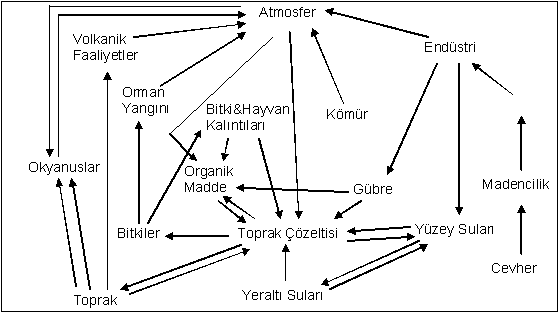 Atmosfer
Volkanik
Faaliyetler
Endüstri
Orman
Yangını
Bitki&Hayvan
Kalıntıları
Kömür
Okyanuslar
Organik
Madde
Gübre
Madencilik
Bitkiler
Toprak Çözeltisi
Yüzey Suları
Cevher
Toprak
Yeraltı Suları